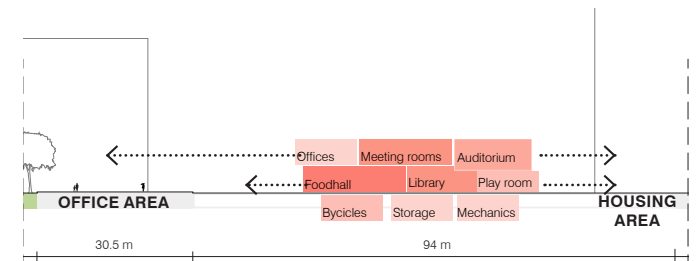 Offices Meeting rooms Auditorium
Foodhall Library Play room
OFFICE AREA HOUSING
AREA
Bycicles Storage Mechanics
30.5 m 94 m